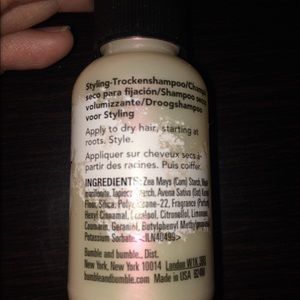 Styling-Trockenshampoo/Champú
seco para fijación/Shampoo secco
volumizzante/Droogshampoo
voor Styling
Apply to dry hair, starting at
roots. Style.
Appliquer sur cheveux secs à
partir des racines. Puis coiffer.
INGREDIENTS: Zea Mays (Corn) Starch,
Starch, Avena Sativa (Oat)
Flour, Silica, Fragrance (Parfum)
Hexyl Cinnamal, Linalool, Citronellol, Limonene,
Coumarin, Geraniol, Butylphenyl
Potassium Sorbate
Bumble and bumble., Dist.
New York, New York 10014 London
bumbleandbumble.com MADE IN USA